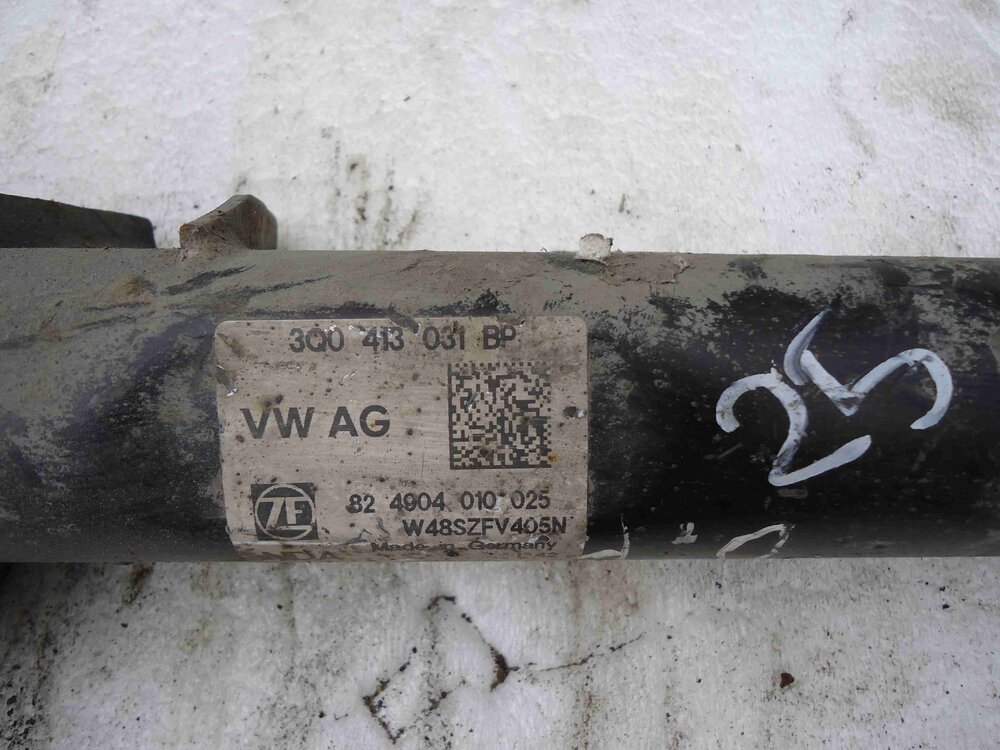 3Q0 413 031 BP
VW AG
ZF
82 4904 010 025
W48SZFV405N
Made in Germany
25